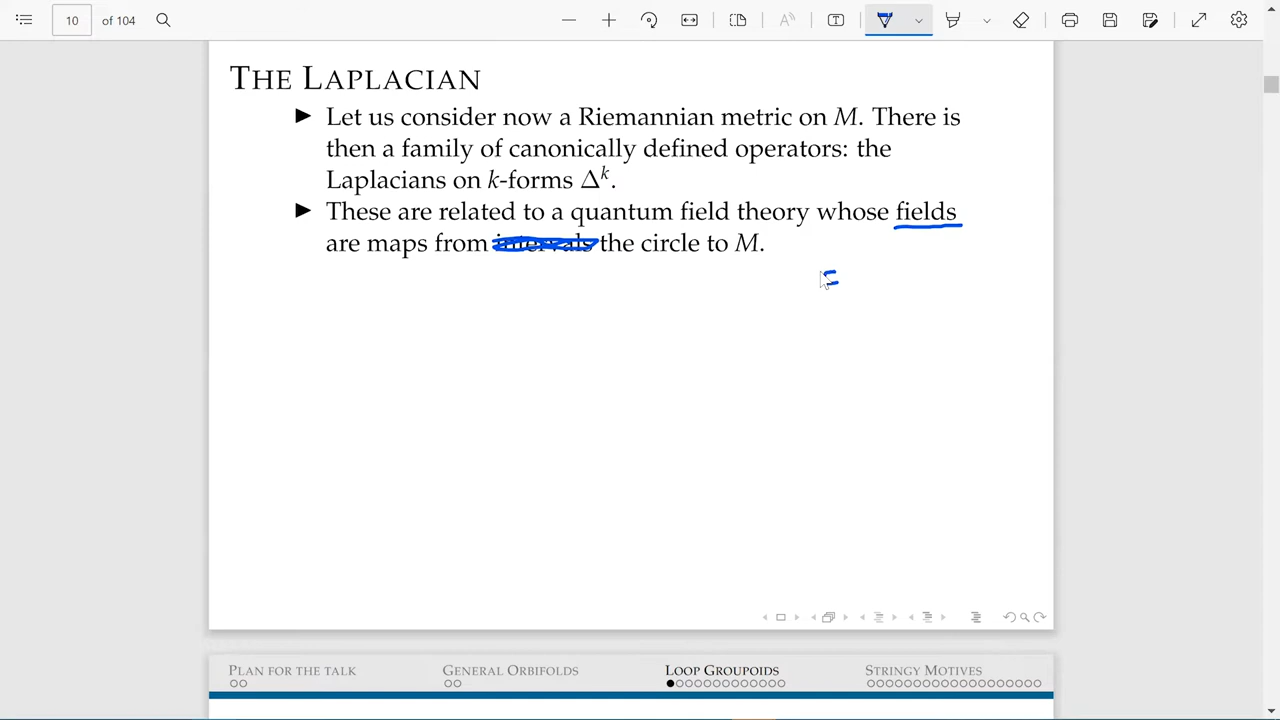 10 of 104
THE LAPLACIAN
► Let us consider now a Riemannian metric on M. There is
then a family of canonically defined operators: the
Laplacians on k-forms Δᵏ.
► These are related to a quantum field theory whose fields
are maps from intervals the circle to M.
PLAN FOR THE TALK GENERAL ORBIFOLDS LOOP GROUPOIDS STRINGY MOTIVES